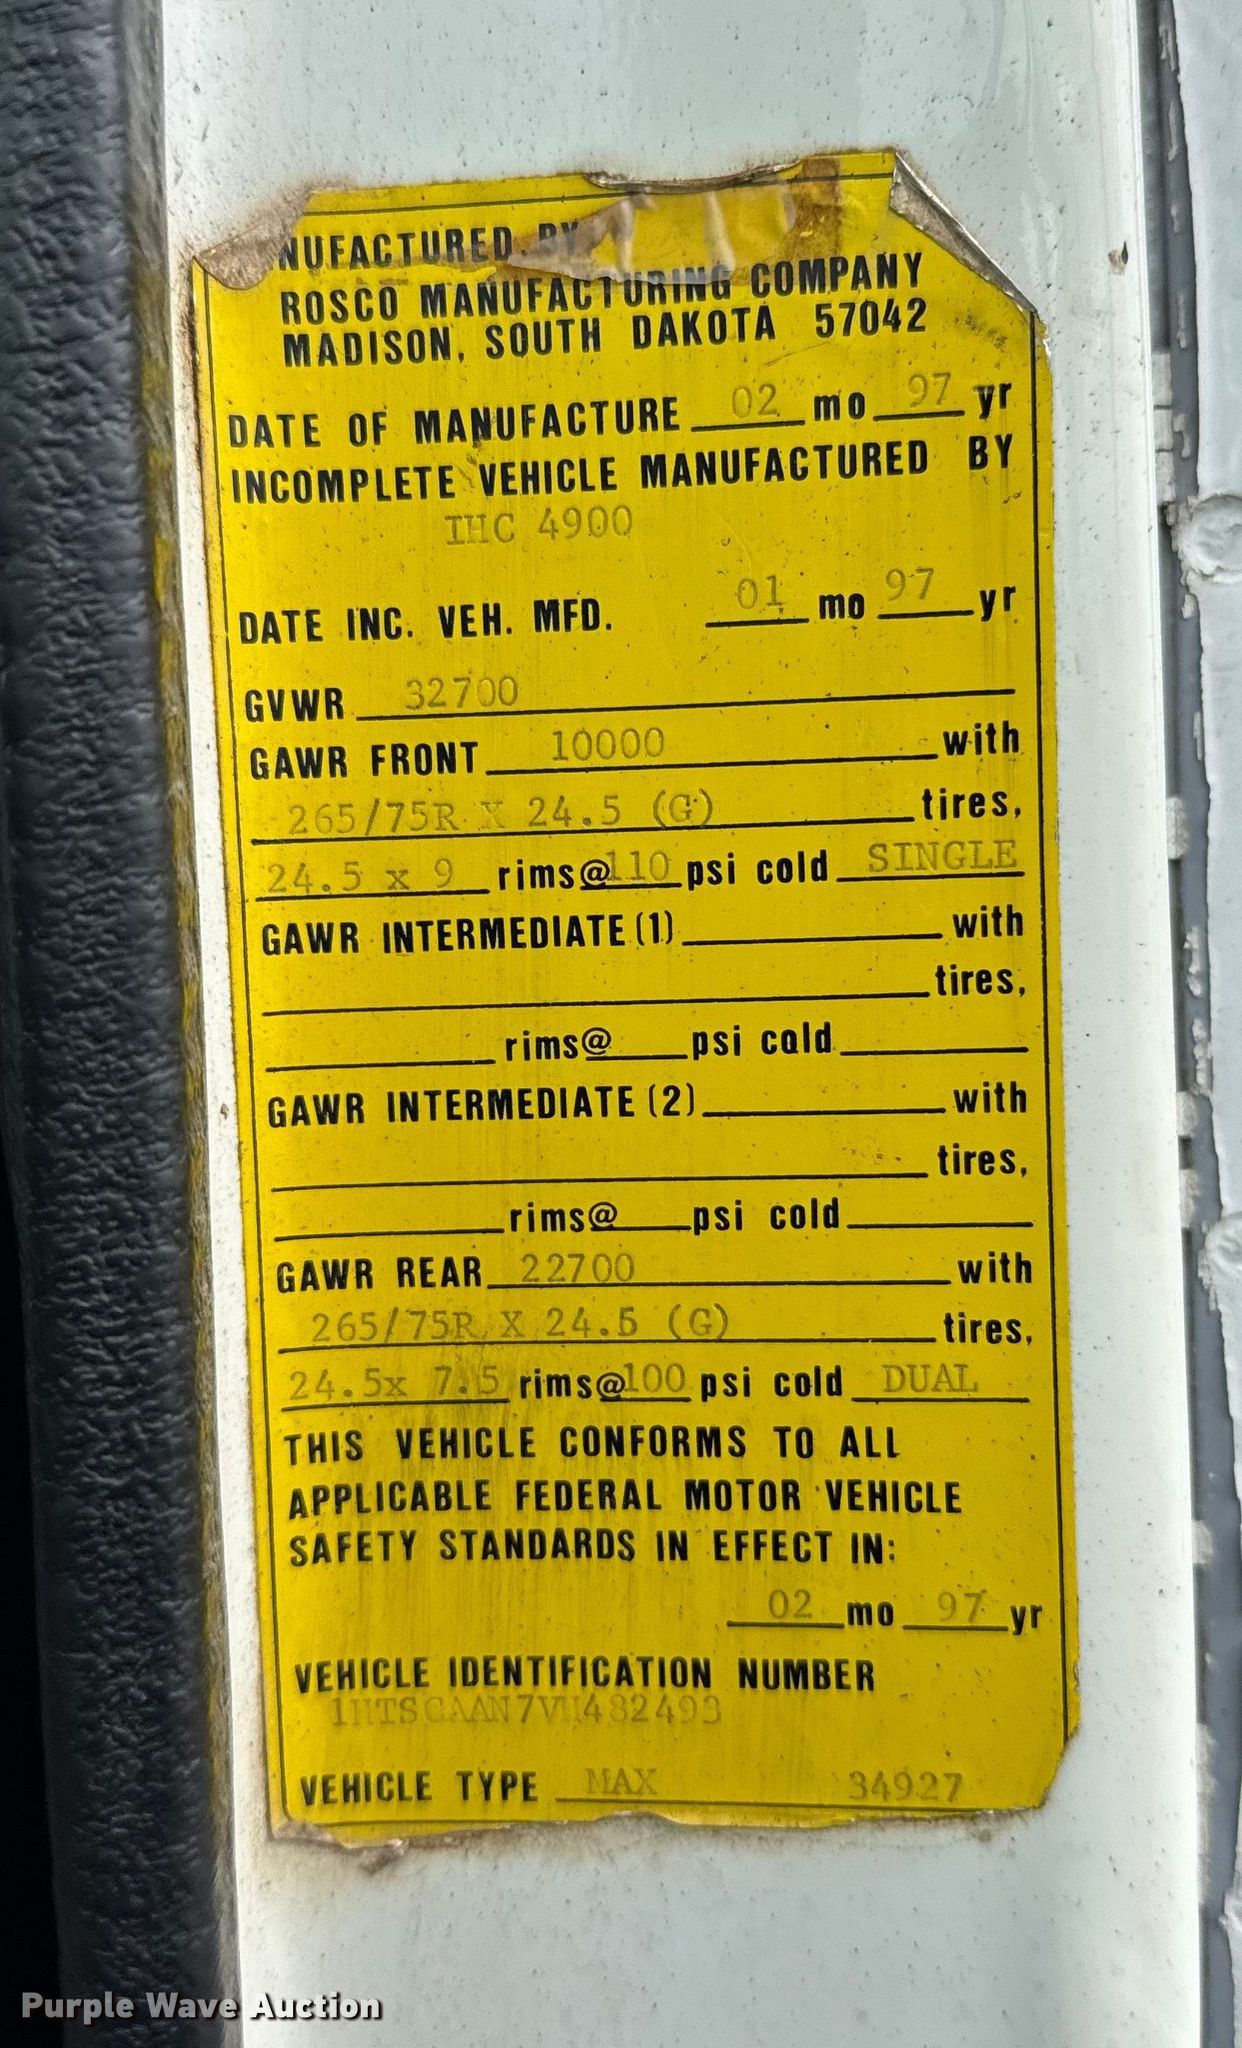 NUFACTURED BY
ROSCO MANUFACTURING COMPANY
MADISON, SOUTH DAKOTA 57042
DATE OF MANUFACTURE 02 mo 97 yr
INCOMPLETE VEHICLE MANUFACTURED BY
IHC 4900
DATE INC. VEH. MFD. 01 mo 97 yr
GVWR 32700
GAWR FRONT 10000 with
265/75R X 24.5 (G) tires,
24.5 x 9 rims@ 110 psi cold SINGLE
GAWR INTERMEDIATE (1) with
tires,
rims@ psi cold
GAWR INTERMEDIATE (2) with
tires,
rims@ psi cold
GAWR REAR 22700 with
265/75R X 24.5 (G) tires,
24.5x 7.5 rims@ 100 psi cold DUAL
THIS VEHICLE CONFORMS TO ALL
APPLICABLE FEDERAL MOTOR VEHICLE
SAFETY STANDARDS IN EFFECT IN:
02 mo 97 yr
VEHICLE IDENTIFICATION NUMBER
1HTSCAAN7VH482493
VEHICLE TYPE MAX 34927
Purple Wave Auction